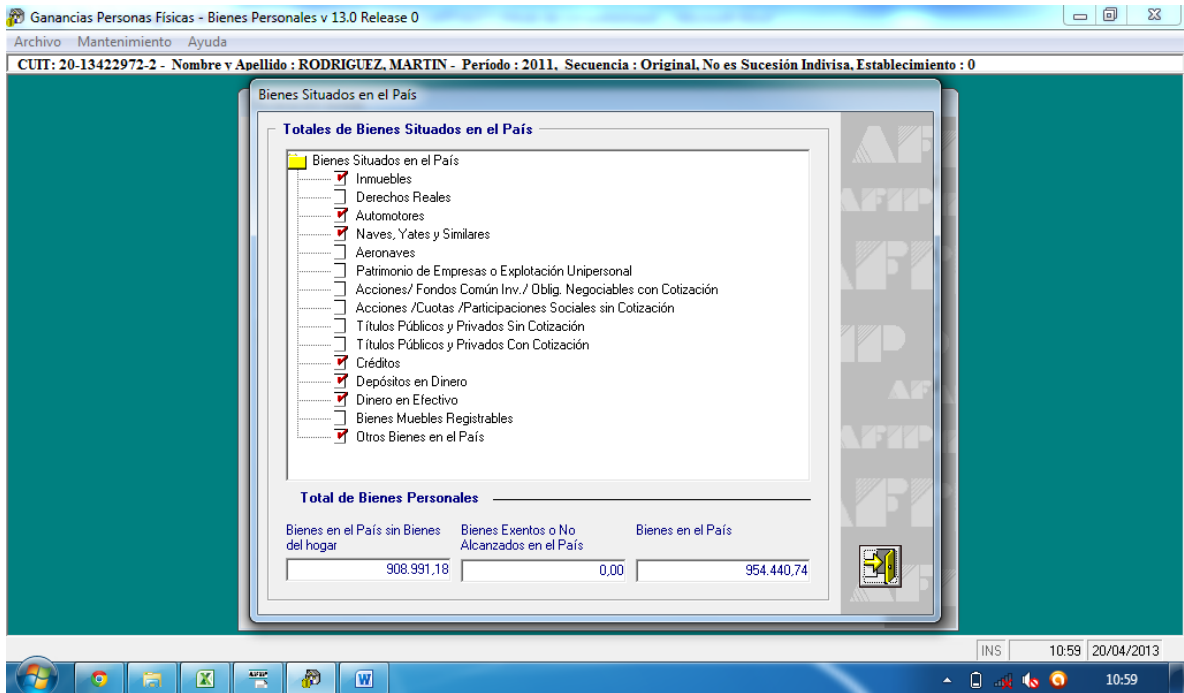 Ganancias Personas Físicas - Bienes Personales v 13.0 Release 0
Archivo Mantenimiento Ayuda
CUIT: 20-13422972-2 - Nombre y Apellido : RODRIGUEZ, MARTIN - Período : 2011, Secuencia : Original, No es Sucesión Indivisa, Establecimiento : 0
Bienes Situados en el País
Totales de Bienes Situados en el País
Bienes Situados en el País
Inmuebles
Derechos Reales
Automotores
Naves, Yates y Similares
Aeronaves
Patrimonio de Empresas o Explotación Unipersonal
Acciones/ Fondos Común Inv./ Oblig. Negociables con Cotización
Acciones /Cuotas /Participaciones Sociales sin Cotización
Títulos Públicos y Privados Sin Cotización
Títulos Públicos y Privados Con Cotización
Créditos
Depósitos en Dinero
Dinero en Efectivo
Bienes Muebles Registrables
Otros Bienes en el País
Total de Bienes Personales
Bienes en el País sin Bienes del hogar
Bienes Exentos o No Alcanzados en el País
Bienes en el País
908.991,18 0,00 954.440,74
AFIP
INS 10:59 20/04/2013
10:59